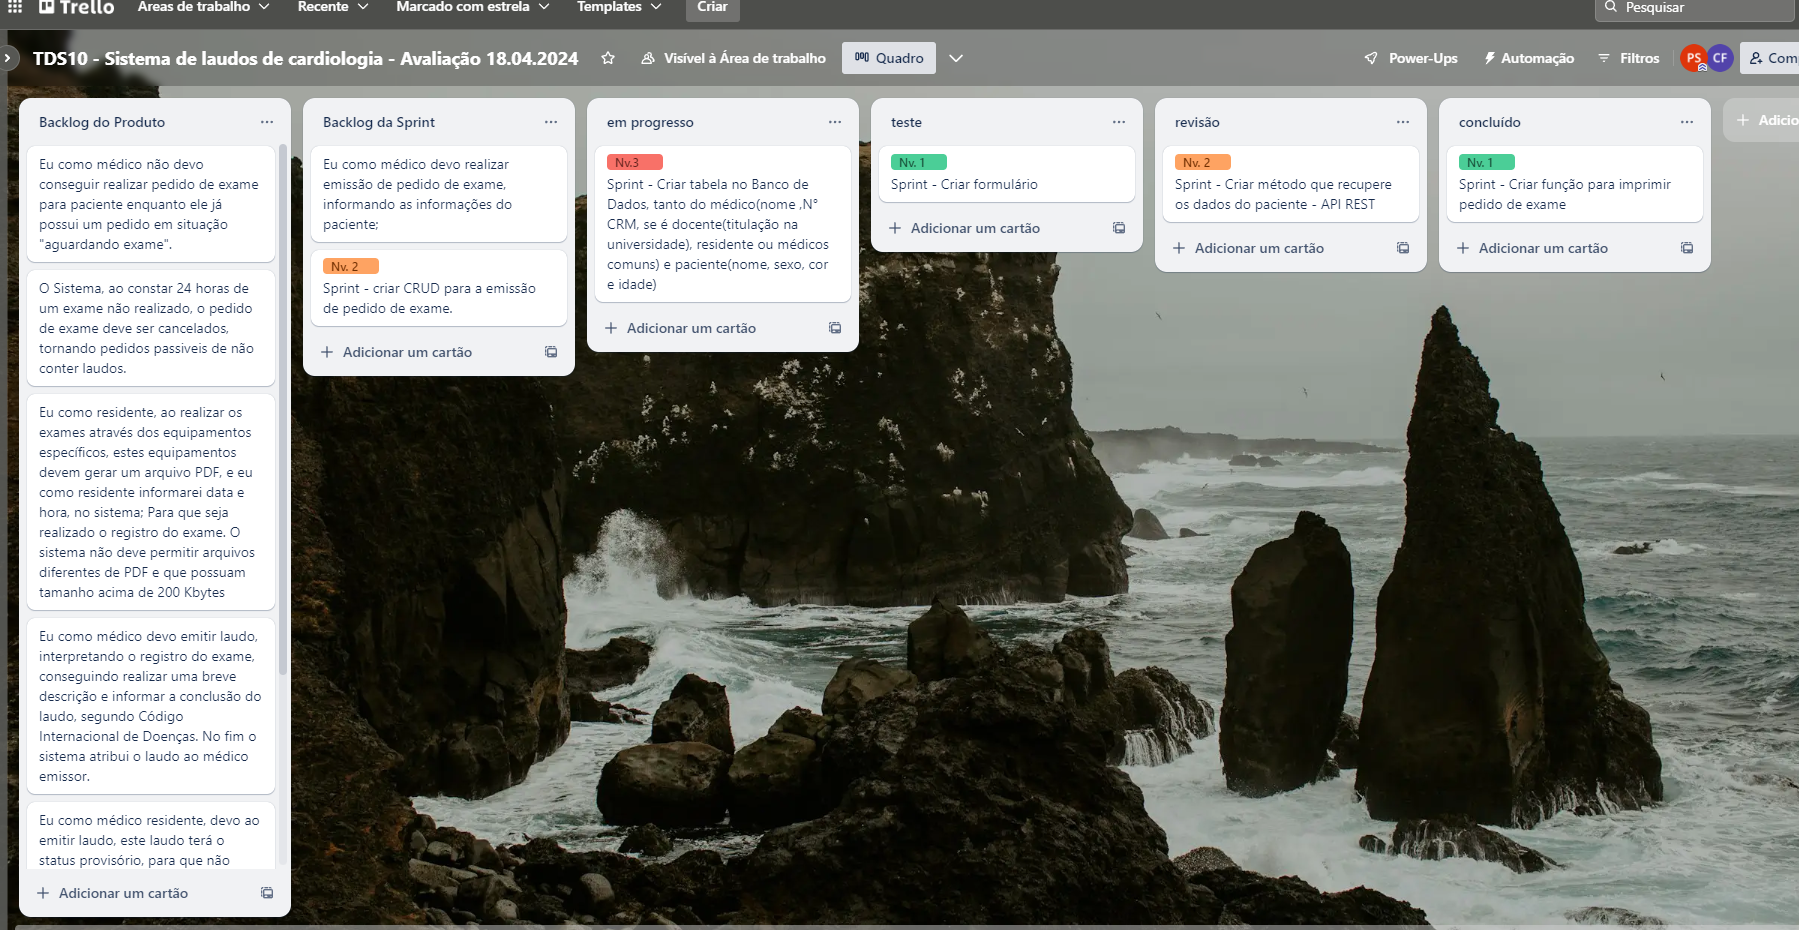 Trello
Áreas de trabalho
Recente
Marcado com estrela
Templates
Criar
Pesquisar
TDS10 - Sistema de laudos de cardiologia - Avaliação 18.04.2024
Visível à Área de trabalho
Quadro
Power-Ups
Automação
Filtros
PS
CF
Comp
Backlog do Produto
Eu como médico não devo
conseguir realizar pedido de exame
para paciente enquanto ele já
possui um pedido em situação
"aguardando exame".
O Sistema, ao constar 24 horas de
um exame não realizado, o pedido
de exame deve ser cancelados,
tornando pedidos passiveis de não
conter laudos.
Eu como residente, ao realizar os
exames através dos equipamentos
específicos, estes equipamentos
devem gerar um arquivo PDF, e eu
como residente informarei data e
hora, no sistema; Para que seja
realizado o registro do exame. O
sistema não deve permitir arquivos
diferentes de PDF e que possuam
tamanho acima de 200 Kbytes
Eu como médico devo emitir laudo,
interpretando o registro do exame,
conseguindo realizar uma breve
descrição e informar a conclusão do
laudo, segundo Código
Internacional de Doenças. No fim o
sistema atribui o laudo ao médico
emissor.
Eu como médico residente, devo ao
emitir laudo, este laudo terá o
status provisório, para que não
Adicionar um cartão
Backlog da Sprint
Eu como médico devo realizar
emissão de pedido de exame,
informando as informações do
paciente;
Nv. 2
Sprint - criar CRUD para a emissão
de pedido de exame.
Adicionar um cartão
em progresso
Nv.3
Sprint - Criar tabela no Banco de
Dados, tanto do médico(nome ,N°
CRM, se é docente(titulação na
universidade), residente ou médicos
comuns) e paciente(nome, sexo, cor
e idade)
Adicionar um cartão
teste
Nv. 1
Sprint - Criar formulário
Adicionar um cartão
revisão
Nv. 2
Sprint - Criar método que recupere
os dados do paciente - API REST
Adicionar um cartão
concluído
Nv. 1
Sprint - Criar função para imprimir
pedido de exame
Adicionar um cartão
Adicio